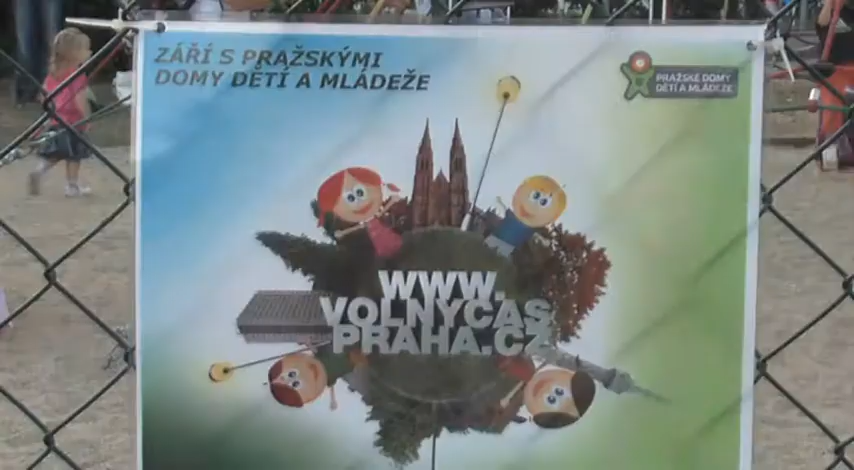 ZÁŘÍ S PRAŽSKÝMI
DOMY DĚTÍ A MLÁDEŽE
PRAŽSKÉ DOMY
DĚTÍ A MLÁDEŽE
WWW.
VOLNYCAS
PRAHA.CZ